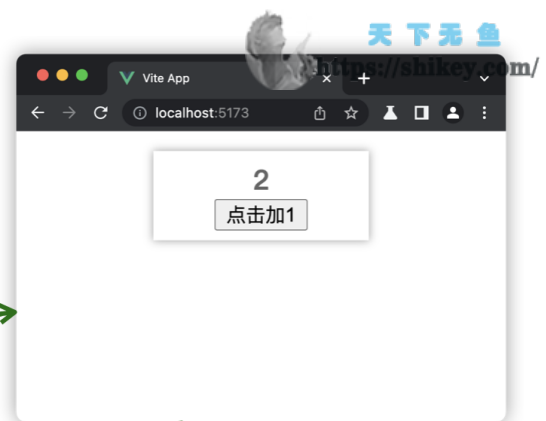 天下无鱼
https://shikey.com/
Vite App
localhost:5173
2
点击加1